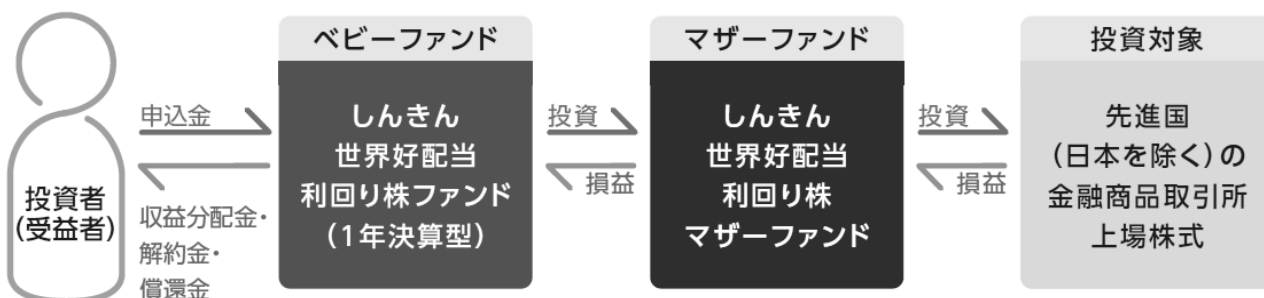 投資者
(受益者)
申込金
収益分配金・
解約金・
償還金
ベビーファンド
しんきん
世界好配当
利回り株ファンド
(1年決算型)
投資
損益
マザーファンド
しんきん
世界好配当
利回り株
マザーファンド
投資
損益
投資対象
先進国
(日本を除く)の
金融商品取引所
上場株式